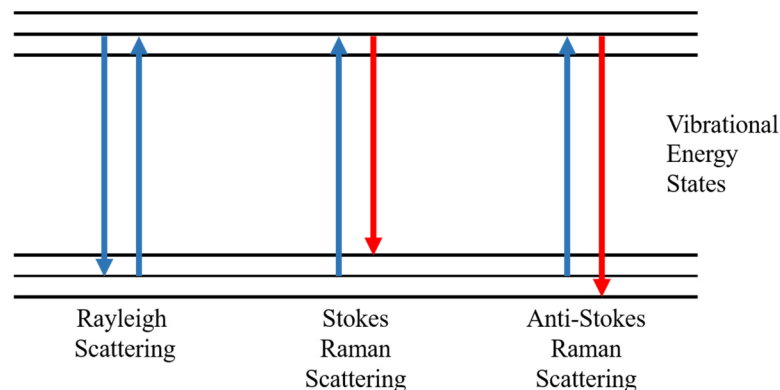 Vibrational
Energy
States
Rayleigh
Scattering
Stokes
Raman
Scattering
Anti-Stokes
Raman
Scattering